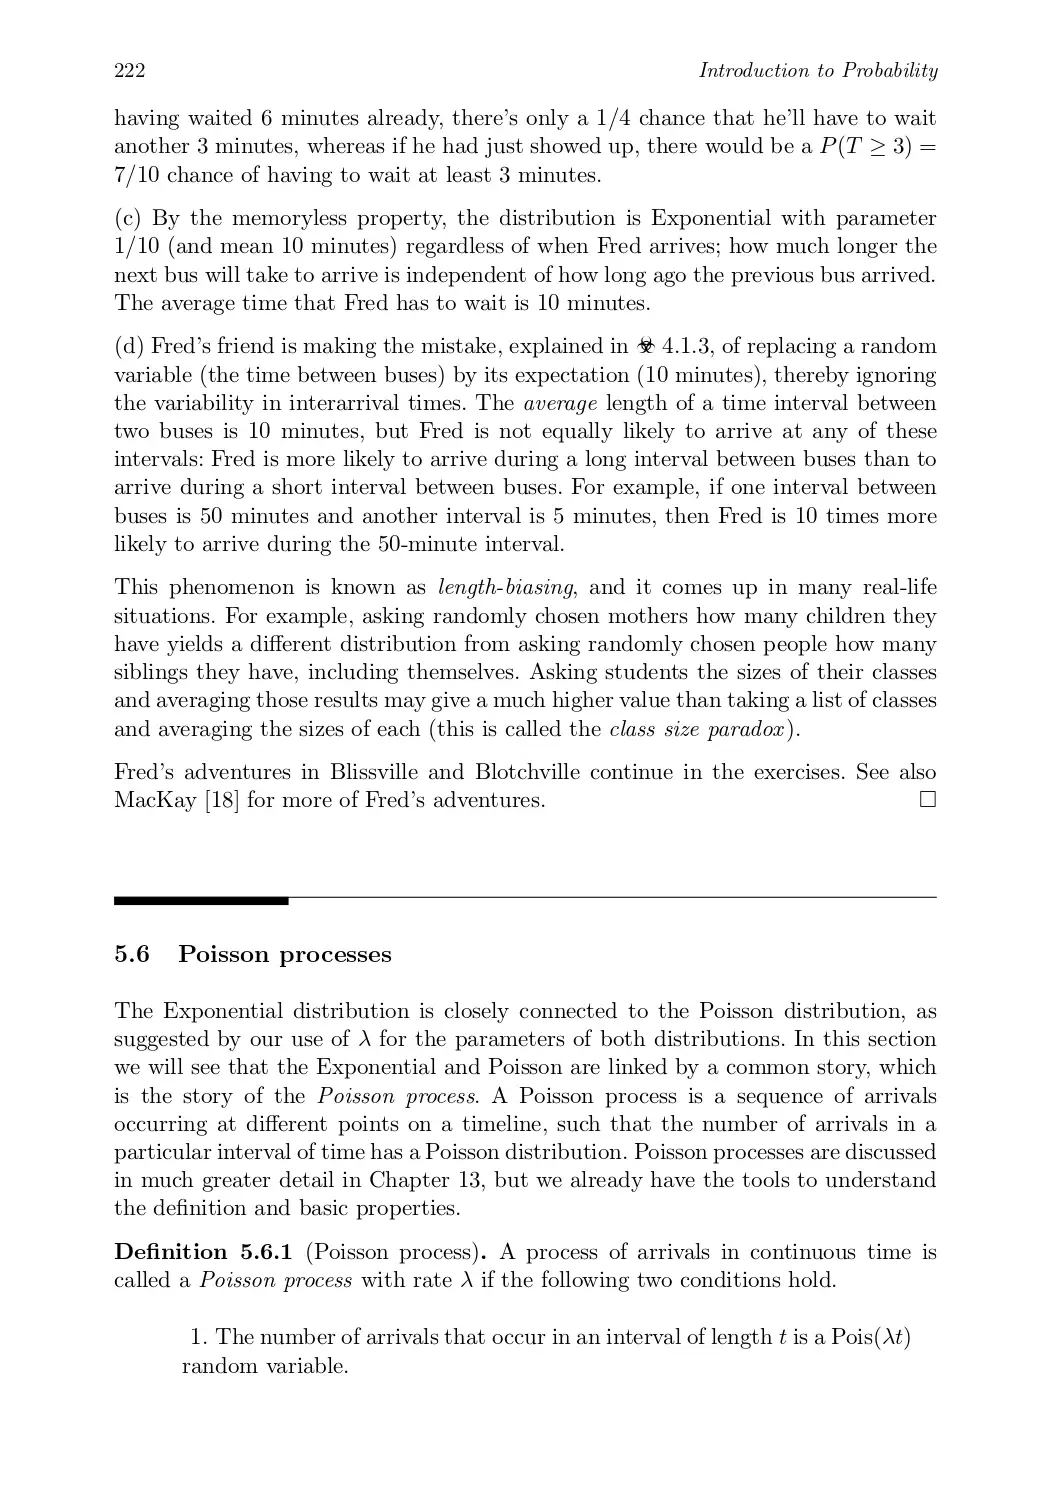 222 Introduction to Probability
having waited 6 minutes already, there's only a 1/4 chance that he'll have to wait
another 3 minutes, whereas if he had just showed up, there would be a P(T ≥ 3) =
7/10 chance of having to wait at least 3 minutes.
(c) By the memoryless property, the distribution is Exponential with parameter
1/10 (and mean 10 minutes) regardless of when Fred arrives; how much longer the
next bus will take to arrive is independent of how long ago the previous bus arrived.
The average time that Fred has to wait is 10 minutes.
(d) Fred's friend is making the mistake, explained in ☣ 4.1.3, of replacing a random
variable (the time between buses) by its expectation (10 minutes), thereby ignoring
the variability in interarrival times. The average length of a time interval between
two buses is 10 minutes, but Fred is not equally likely to arrive at any of these
intervals: Fred is more likely to arrive during a long interval between buses than to
arrive during a short interval between buses. For example, if one interval between
buses is 50 minutes and another interval is 5 minutes, then Fred is 10 times more
likely to arrive during the 50-minute interval.
This phenomenon is known as length-biasing, and it comes up in many real-life
situations. For example, asking randomly chosen mothers how many children they
have yields a different distribution from asking randomly chosen people how many
siblings they have, including themselves. Asking students the sizes of their classes
and averaging those results may give a much higher value than taking a list of classes
and averaging the sizes of each (this is called the class size paradox).
Fred's adventures in Blissville and Blotchville continue in the exercises. See also
MacKay [18] for more of Fred's adventures. □
5.6 Poisson processes
The Exponential distribution is closely connected to the Poisson distribution, as
suggested by our use of λ for the parameters of both distributions. In this section
we will see that the Exponential and Poisson are linked by a common story, which
is the story of the Poisson process. A Poisson process is a sequence of arrivals
occurring at different points on a timeline, such that the number of arrivals in a
particular interval of time has a Poisson distribution. Poisson processes are discussed
in much greater detail in Chapter 13, but we already have the tools to understand
the definition and basic properties.
Definition 5.6.1 (Poisson process). A process of arrivals in continuous time is
called a Poisson process with rate λ if the following two conditions hold.
1. The number of arrivals that occur in an interval of length t is a Pois(λt)
random variable.